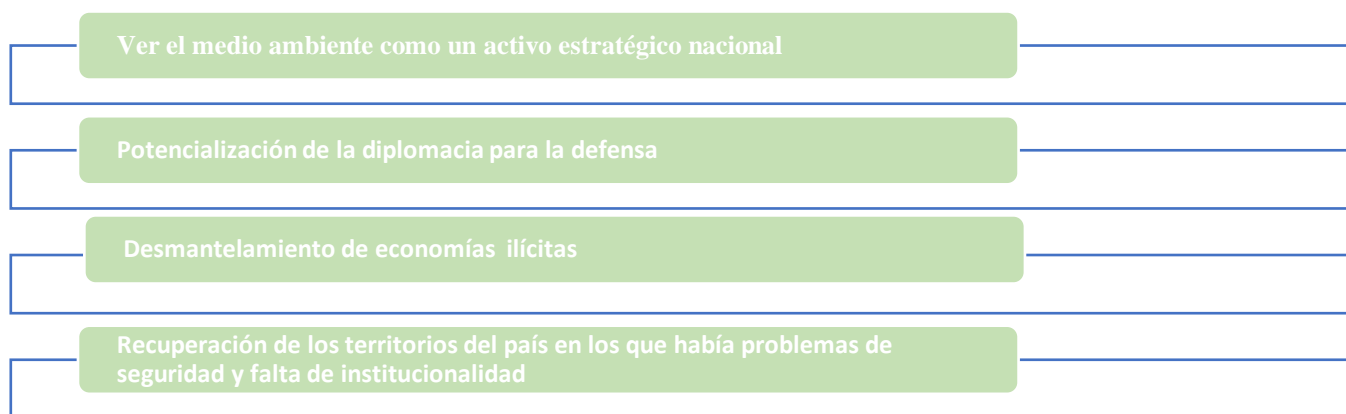 Ver el medio ambiente como un activo estratégico nacional
Potencialización de la diplomacia para la defensa
Desmantelamiento de economías ilícitas
Recuperación de los territorios del país en los que había problemas de
seguridad y falta de institucionalidad